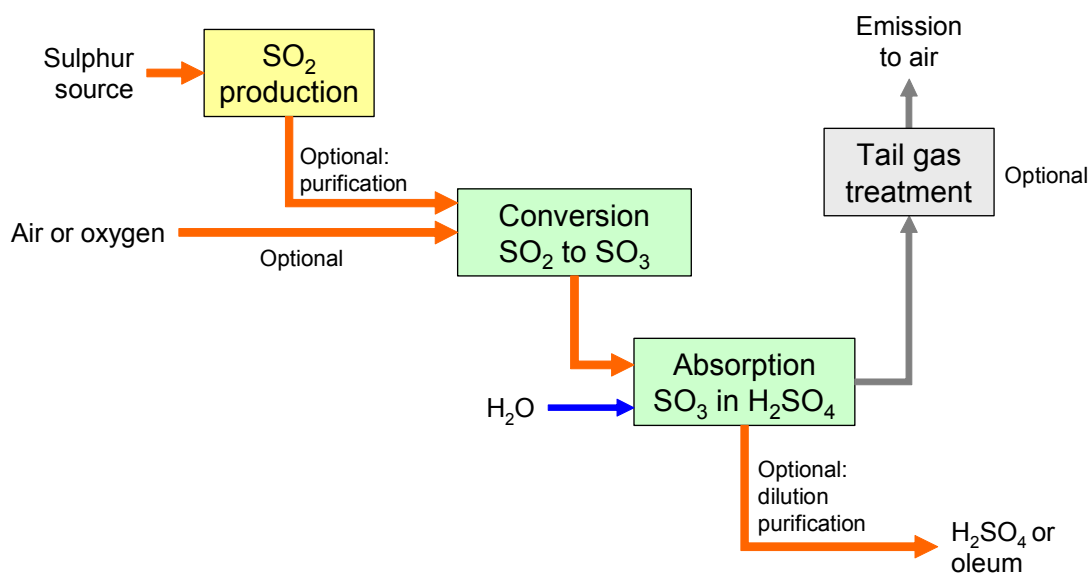 Sulphur
source
SO₂
production
Optional:
purification
Air or oxygen
Optional
Conversion
SO₂ to SO₃
Emission
to air
Tail gas
treatment
Optional
H₂O
Absorption
SO₃ in H₂SO₄
Optional:
dilution
purification
H₂SO₄ or
oleum